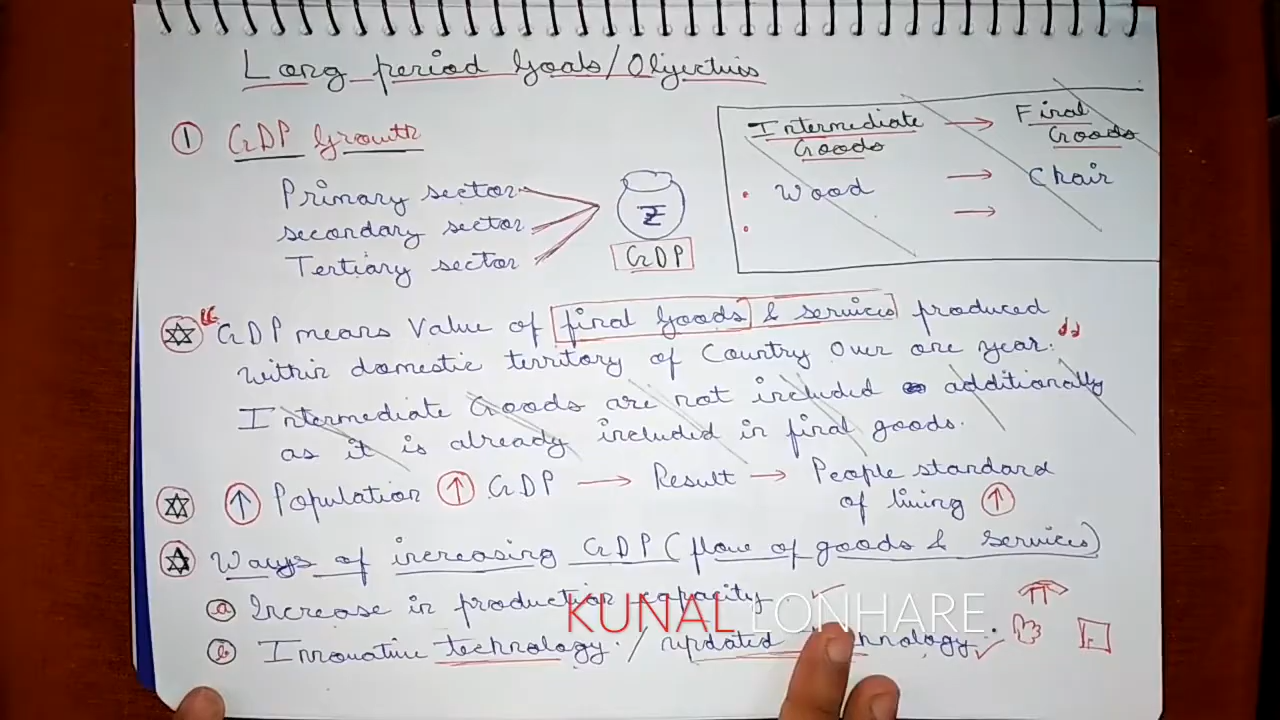 Long period Goals/Objectives
① GDP Growth
Primary sector
secondary sector
Tertiary sector
Z
GDP
Intermediate Goods → Final Goods
• Wood → Chair
• →
"GDP means Value of final Goods & services produced
within domestic territory of Country Over one year."
Intermediate Goods are not included additionally
as it is already included in final goods.
↑ Population ↑ GDP → Result → People standard
of living ↑
Ways of increasing GDP (flow of goods & services)
ⓐ Increase in production capacity.
ⓑ Innovative technology. / updated technology.
KUNAL LONHARE